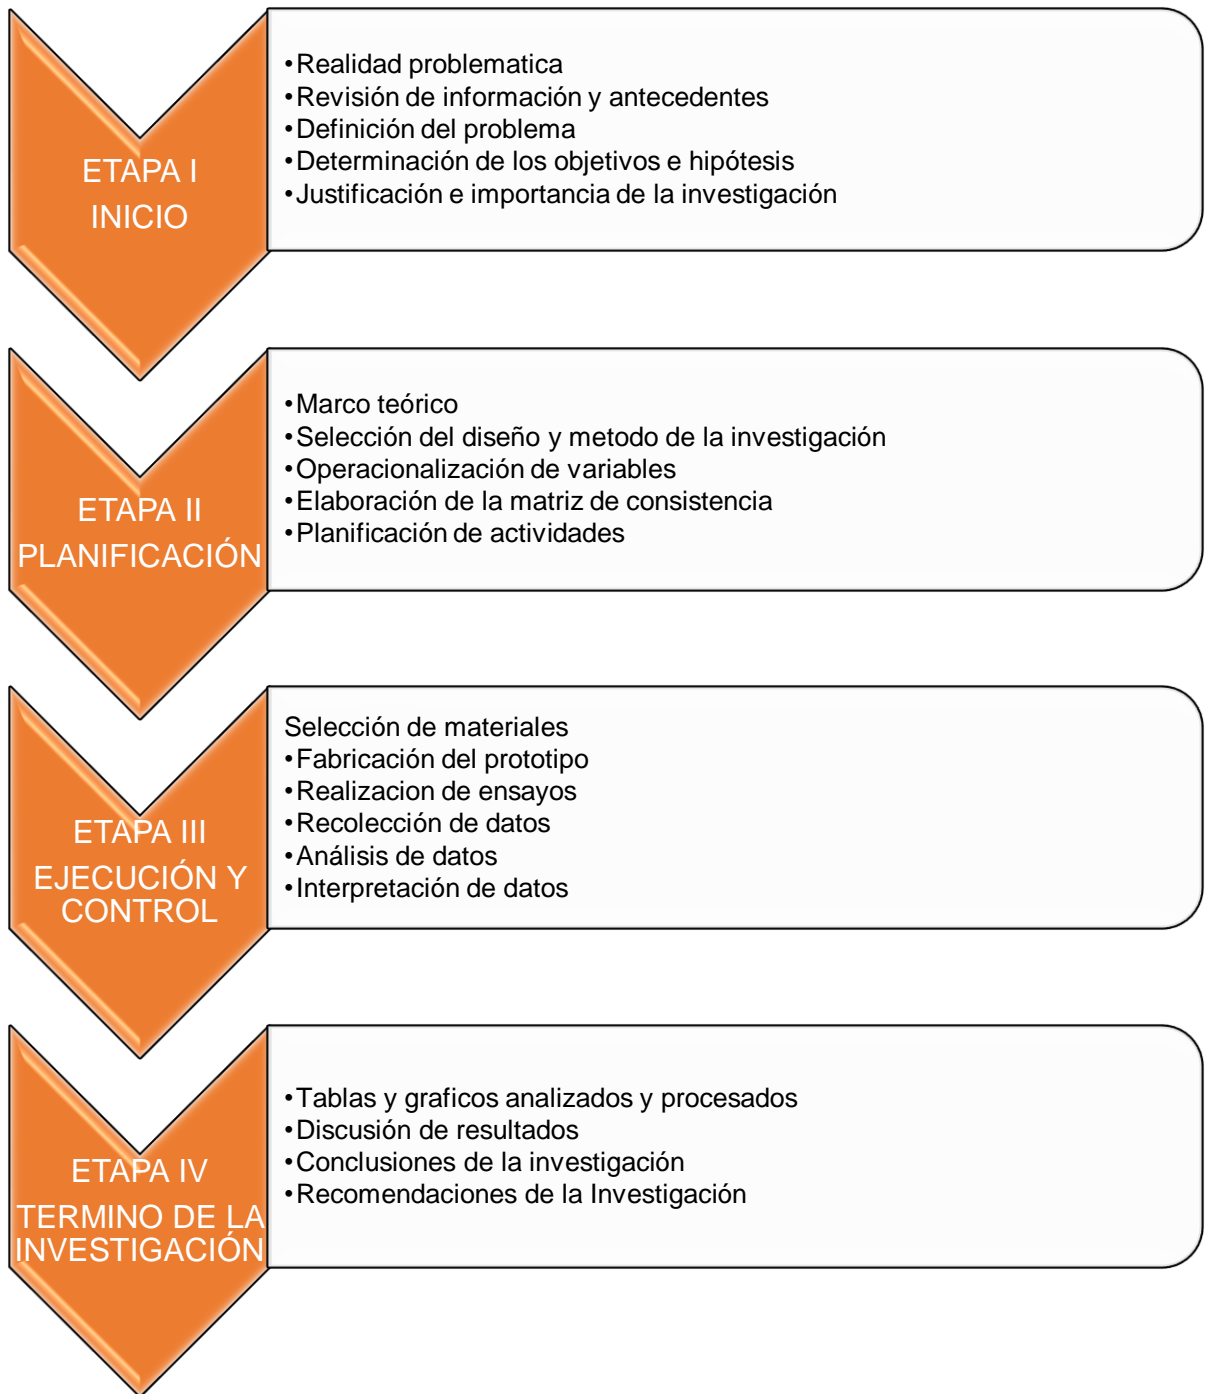 ETAPA I
INICIO
•Realidad problematica
•Revisión de información y antecedentes
•Definición del problema
•Determinación de los objetivos e hipótesis
•Justificación e importancia de la investigación
ETAPA II
PLANIFICACIÓN
•Marco teórico
•Selección del diseño y metodo de la investigación
•Operacionalización de variables
•Elaboración de la matriz de consistencia
•Planificación de actividades
ETAPA III
EJECUCIÓN Y
CONTROL
Selección de materiales
•Fabricación del prototipo
•Realizacion de ensayos
•Recolección de datos
•Análisis de datos
•Interpretación de datos
ETAPA IV
TERMINO DE LA
INVESTIGACIÓN
•Tablas y graficos analizados y procesados
•Discusión de resultados
•Conclusiones de la investigación
•Recomendaciones de la Investigación